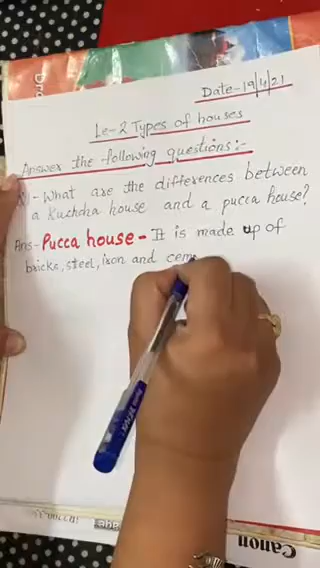 Date-19/4/21
Le-2 Types of houses
Answer the following questions:-
- What are the differences between
a Kuchcha house and a pucca house?
Ans- Pucca house - It is made up of
bricks, steel, iron and cem
Canon